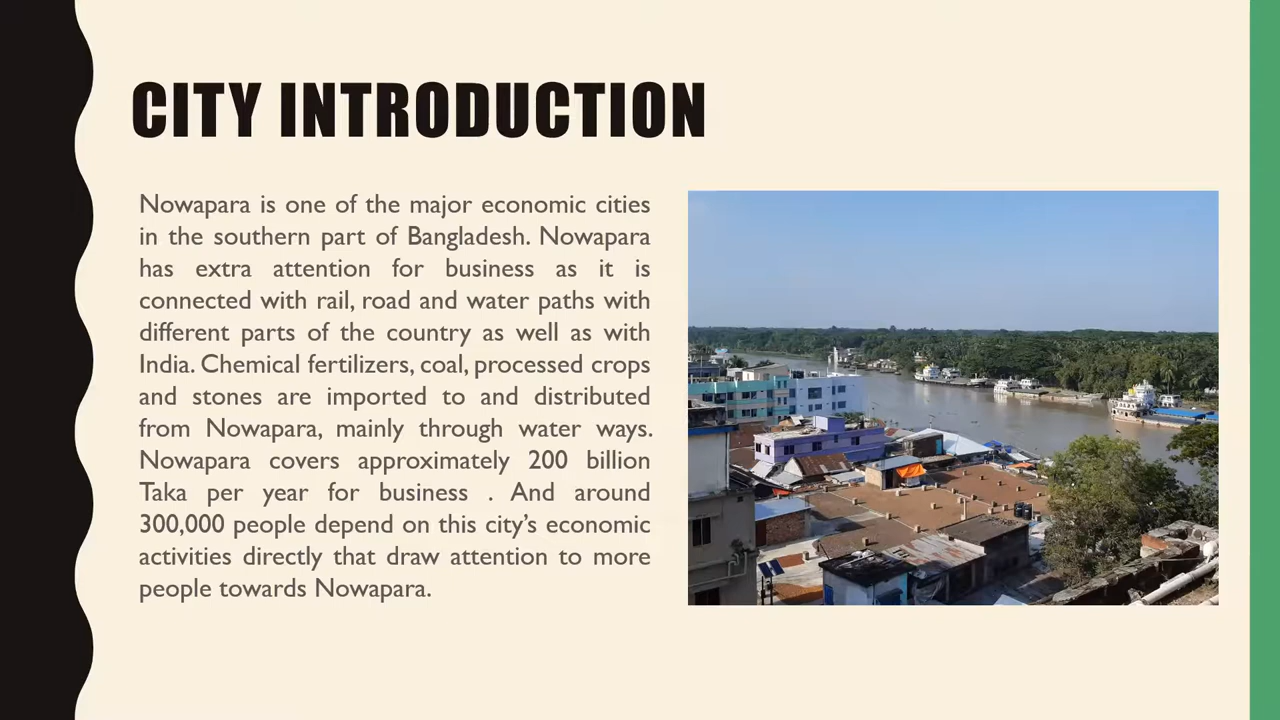 CITY INTRODUCTION
Nowapara is one of the major economic cities
in the southern part of Bangladesh. Nowapara
has extra attention for business as it is
connected with rail, road and water paths with
different parts of the country as well as with
India. Chemical fertilizers, coal, processed crops
and stones are imported to and distributed
from Nowapara, mainly through water ways.
Nowapara covers approximately 200 billion
Taka per year for business . And around
300,000 people depend on this city’s economic
activities directly that draw attention to more
people towards Nowapara.